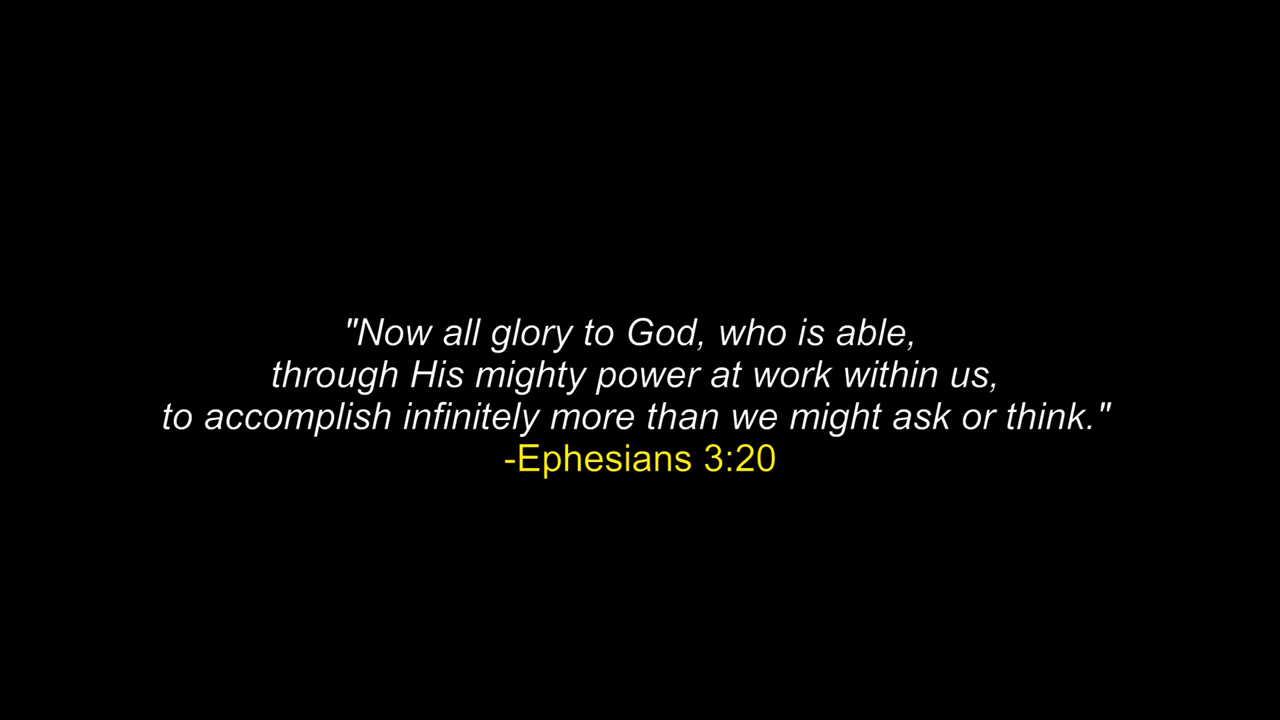 "Now all glory to God, who is able,
through His mighty power at work within us,
to accomplish infinitely more than we might ask or think."
-Ephesians 3:20